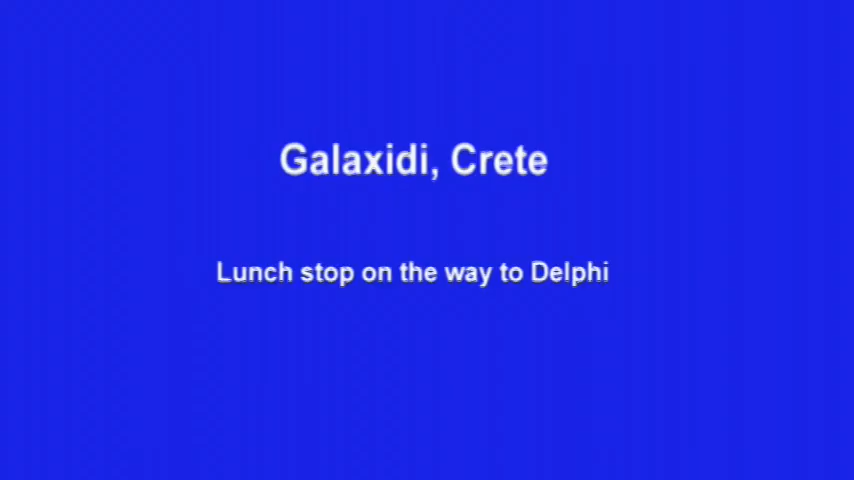 Galaxidi, Crete
Lunch stop on the way to Delphi